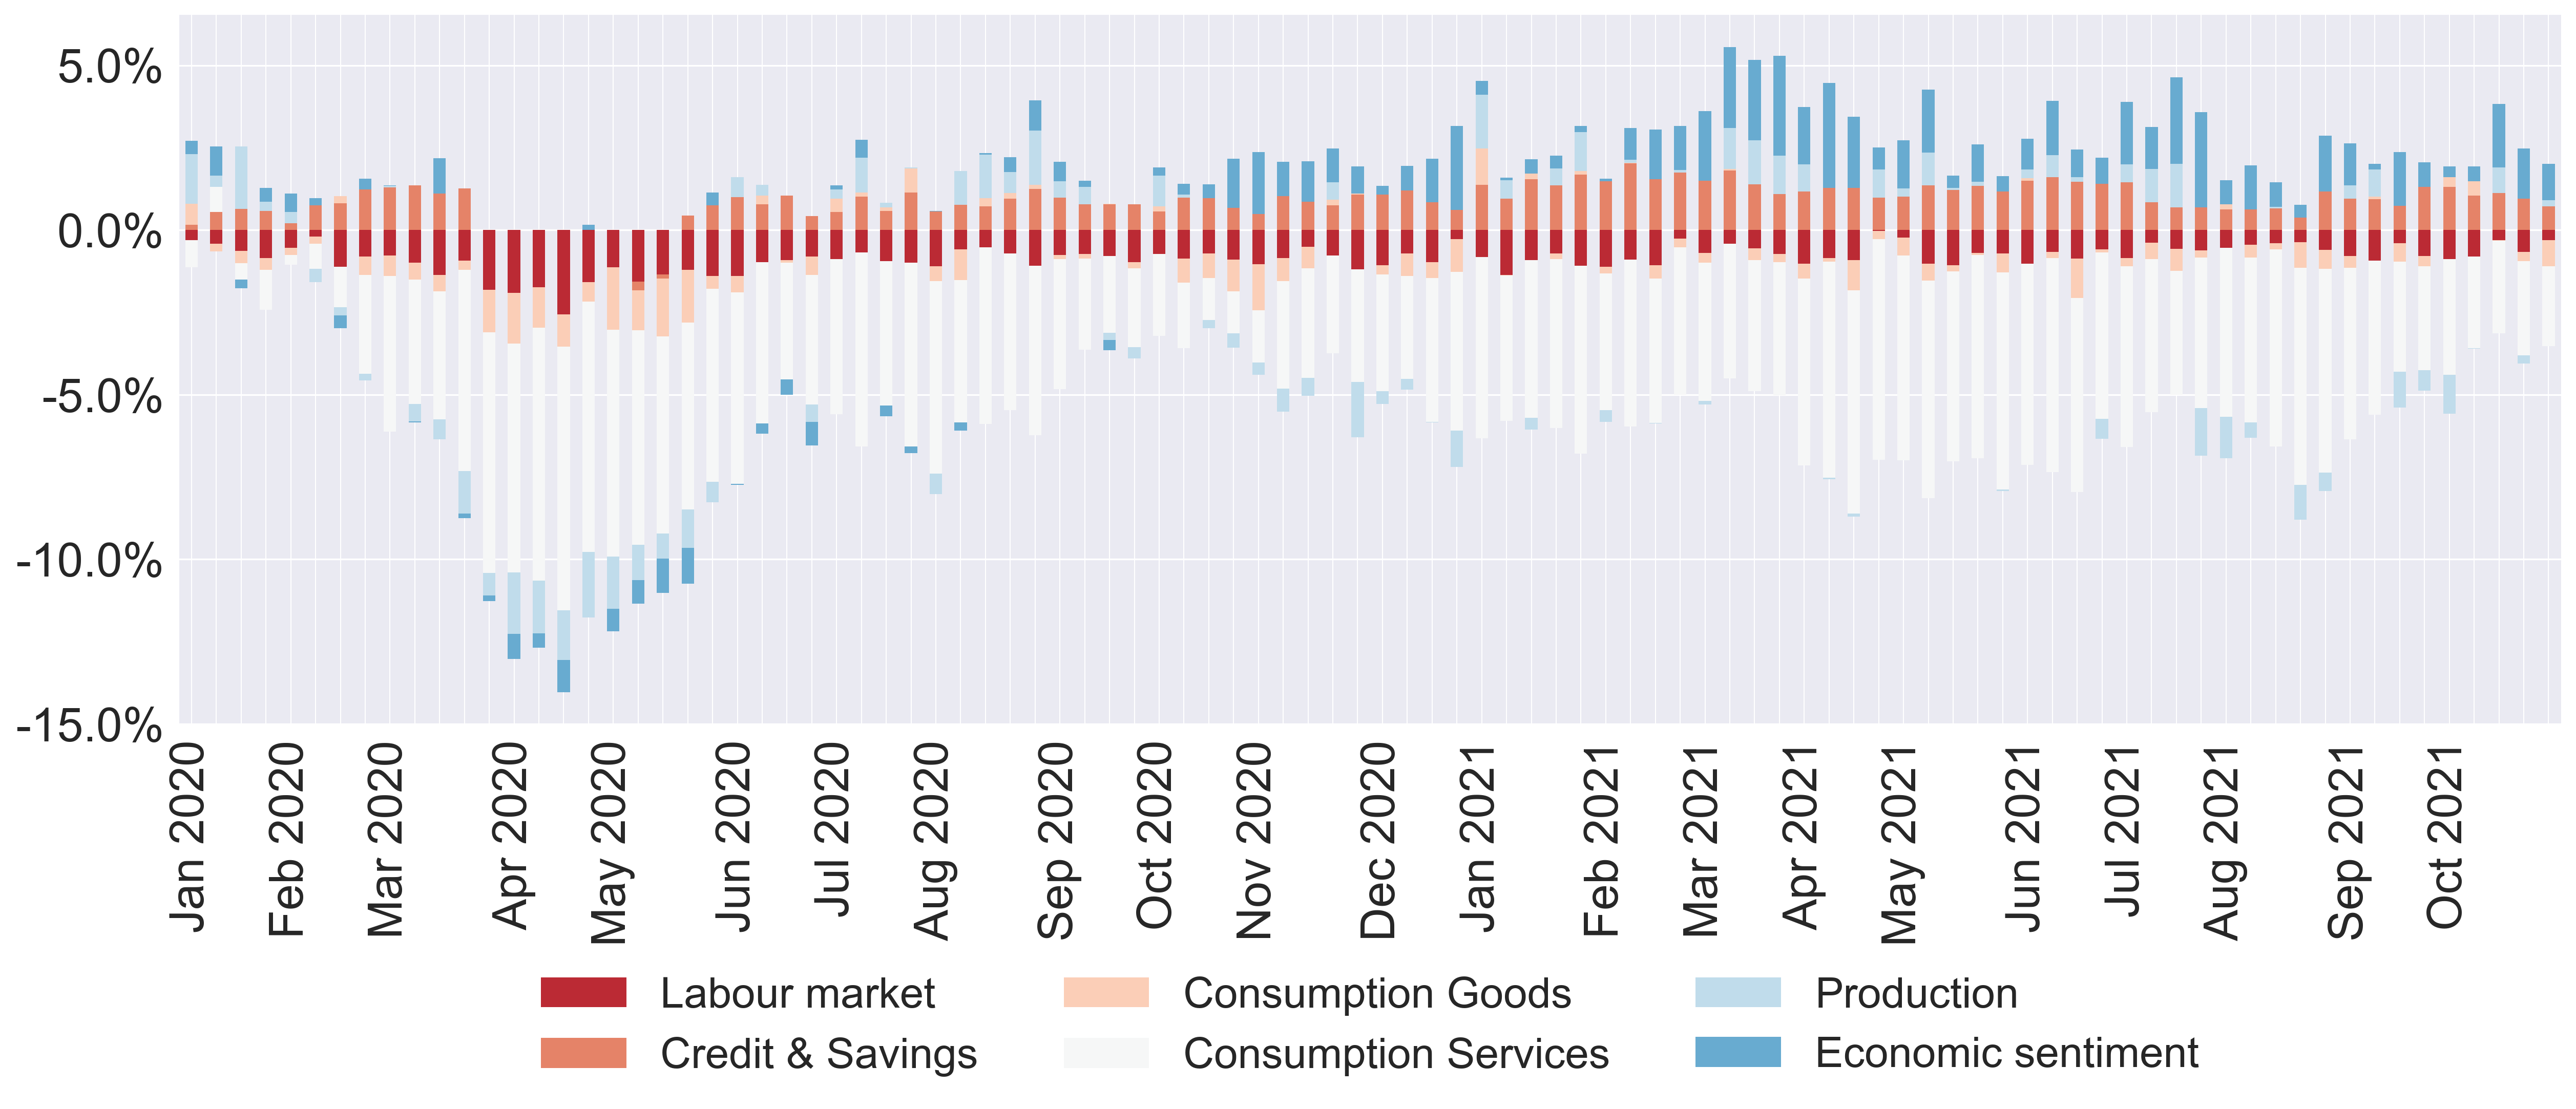 5.0%
0.0%
-5.0%
-10.0%
-15.0%
Jan 2020
Feb 2020
Mar 2020
Apr 2020
May 2020
Jun 2020
Jul 2020
Aug 2020
Sep 2020
Oct 2020
Nov 2020
Dec 2020
Jan 2021
Feb 2021
Mar 2021
Apr 2021
May 2021
Jun 2021
Jul 2021
Aug 2021
Sep 2021
Oct 2021
Labour market
Consumption Goods
Production
Credit & Savings
Consumption Services
Economic sentiment